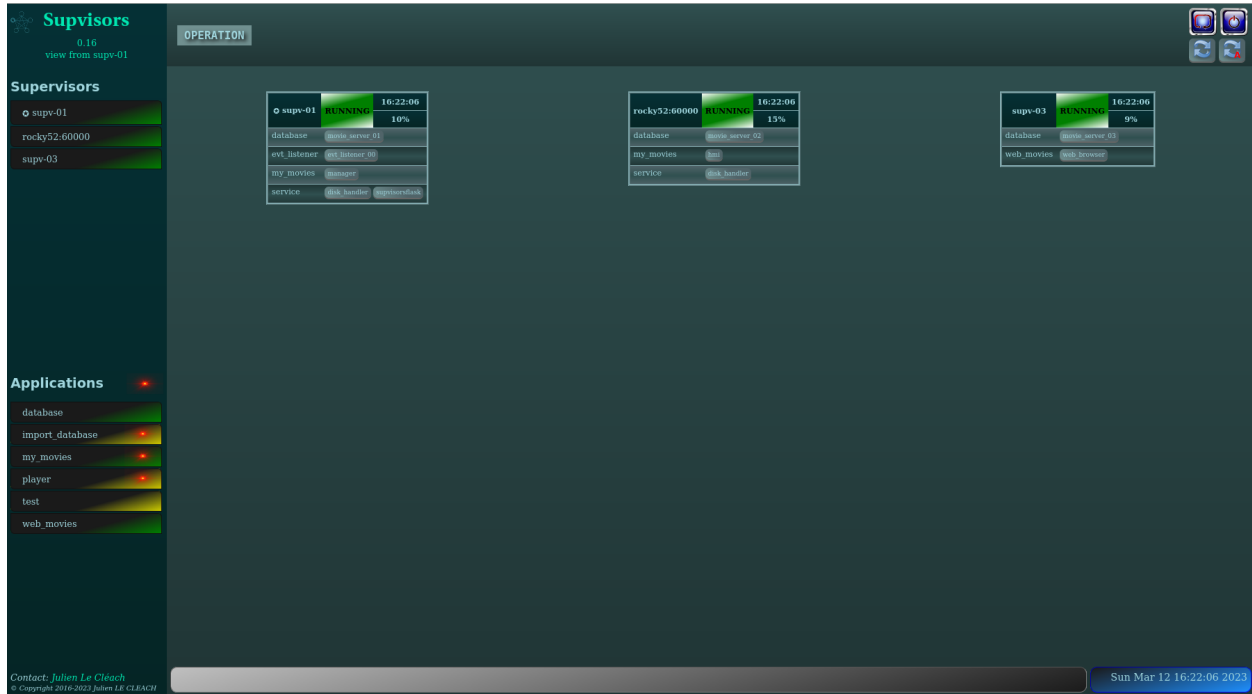 Supvisors
0.16
view from supv-01
Supervisors
✪ supv-01
rocky52:60000
supv-03
Applications
database
import_database
my_movies
player
test
web_movies
Contact: Julien Le Cléach
© Copyright 2016-2023 Julien LE CLEACH
OPERATION
✪ supv-01 RUNNING 16:22:06
10%
database movie_server_01
evt_listener evt_listener_00
my_movies manager
service disk_handler supvisorsflask
rocky52:60000 RUNNING 16:22:06
15%
database movie_server_02
my_movies hmi
service disk_handler
supv-03 RUNNING 16:22:06
9%
database movie_server_03
web_movies web_browser
Sun Mar 12 16:22:06 2023